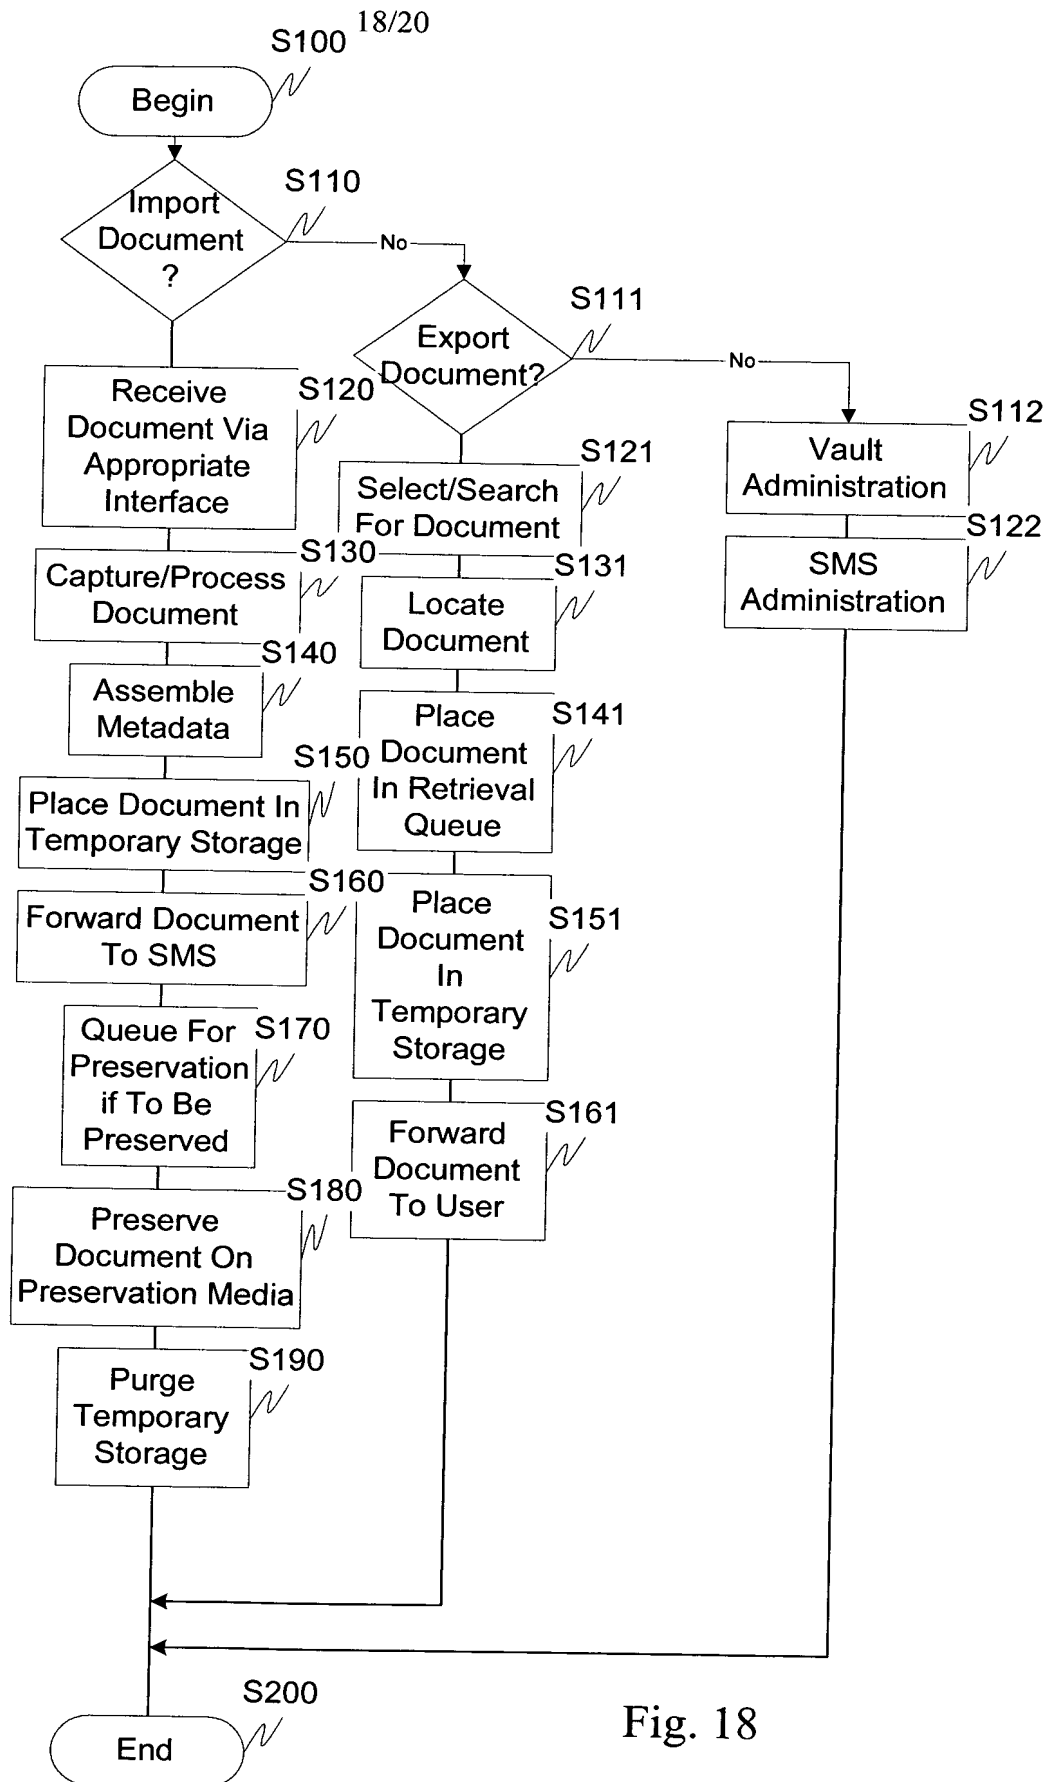 18/20
S100
Begin
S110
Import
Document
?
No
S111
Export
Document?
No
S120
Receive
Document Via
Appropriate
Interface
S130
Capture/Process
Document
S140
Assemble
Metadata
S150
Place Document In
Temporary Storage
S160
Forward Document
To SMS
S170
Queue For
Preservation
if To Be
Preserved
S180
Preserve
Document On
Preservation Media
S190
Purge
Temporary
Storage
S121
Select/Search
For Document
S131
Locate
Document
S141
Place
Document
In Retrieval
Queue
S151
Place
Document
In
Temporary
Storage
S161
Forward
Document
To User
S112
Vault
Administration
S122
SMS
Administration
S200
End
Fig. 18